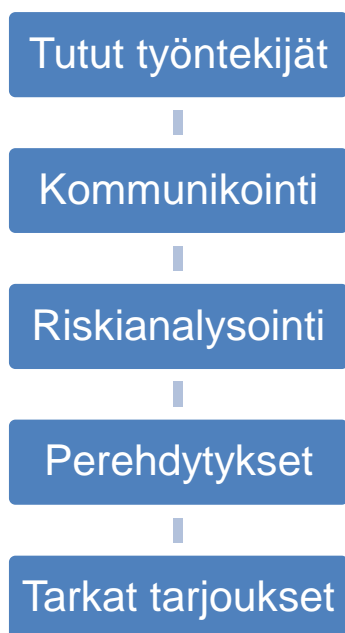 Tutut työntekijät
Kommunikointi
Riskianalysointi
Perehdytykset
Tarkat tarjoukset